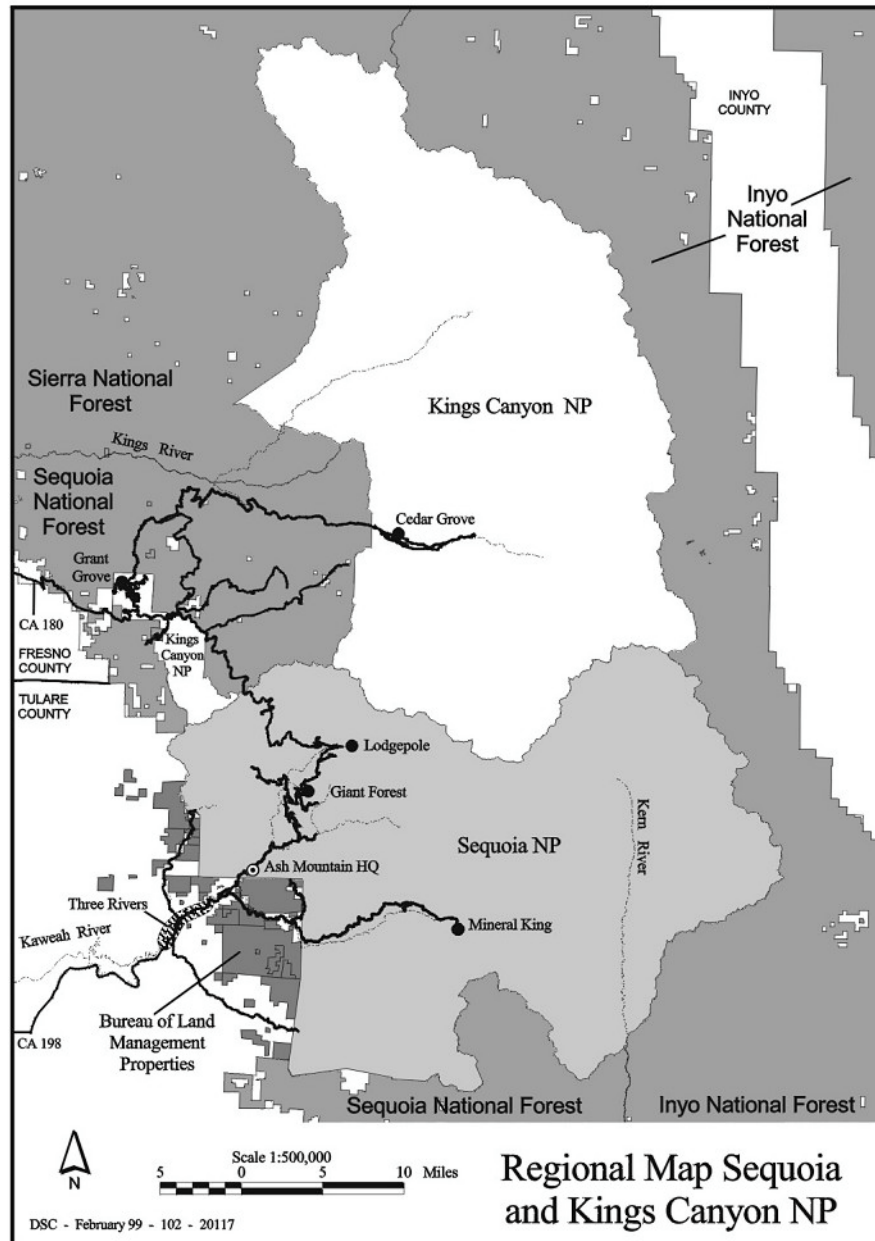 INYO
COUNTY
Inyo
National
Forest
Sierra National
Forest
Kings Canyon NP
Kings River
Sequoia
National
Forest
Cedar Grove
Grant
Grove
CA 180
Kings
Canyon
NP
FRESNO
COUNTY
TULARE
COUNTY
Lodgepole
Giant Forest
Kern River
Sequoia NP
Ash Mountain HQ
Three Rivers
Mineral King
Kaweah River
Bureau of Land
Management
Properties
CA 198
Sequoia National Forest
Inyo National Forest
N
Scale 1:500,000
5 0 5 10 Miles
Regional Map Sequoia
and Kings Canyon NP
DSC - February 99 - 102 - 20117